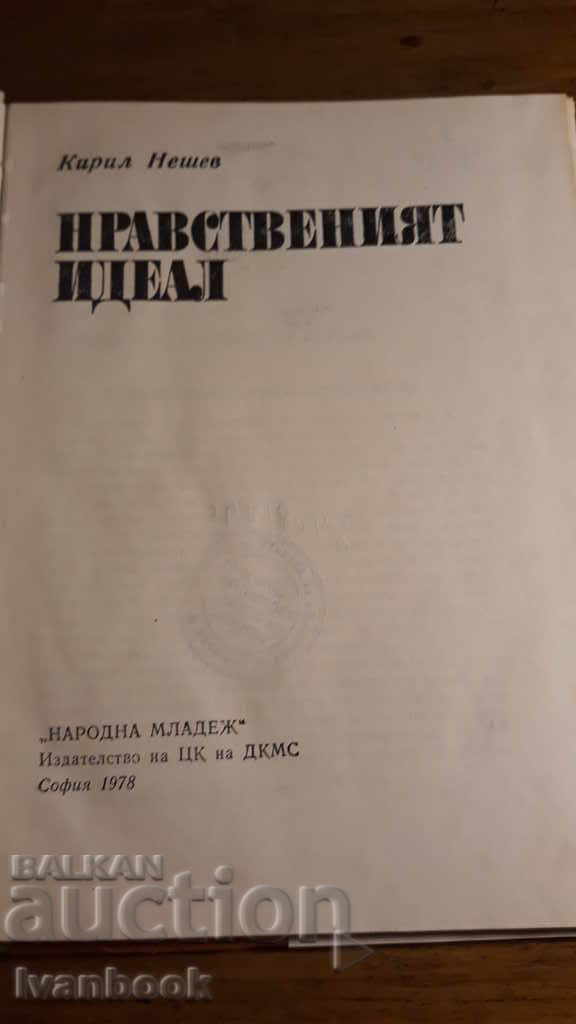 Кирил Нешев
НРАВСТВЕНИЯТ
ИДЕАЛ
„НАРОДНА МЛАДЕЖ“
Издателство на ЦК на ДКМС
София 1978
BALKAN
auction
Ivanbook